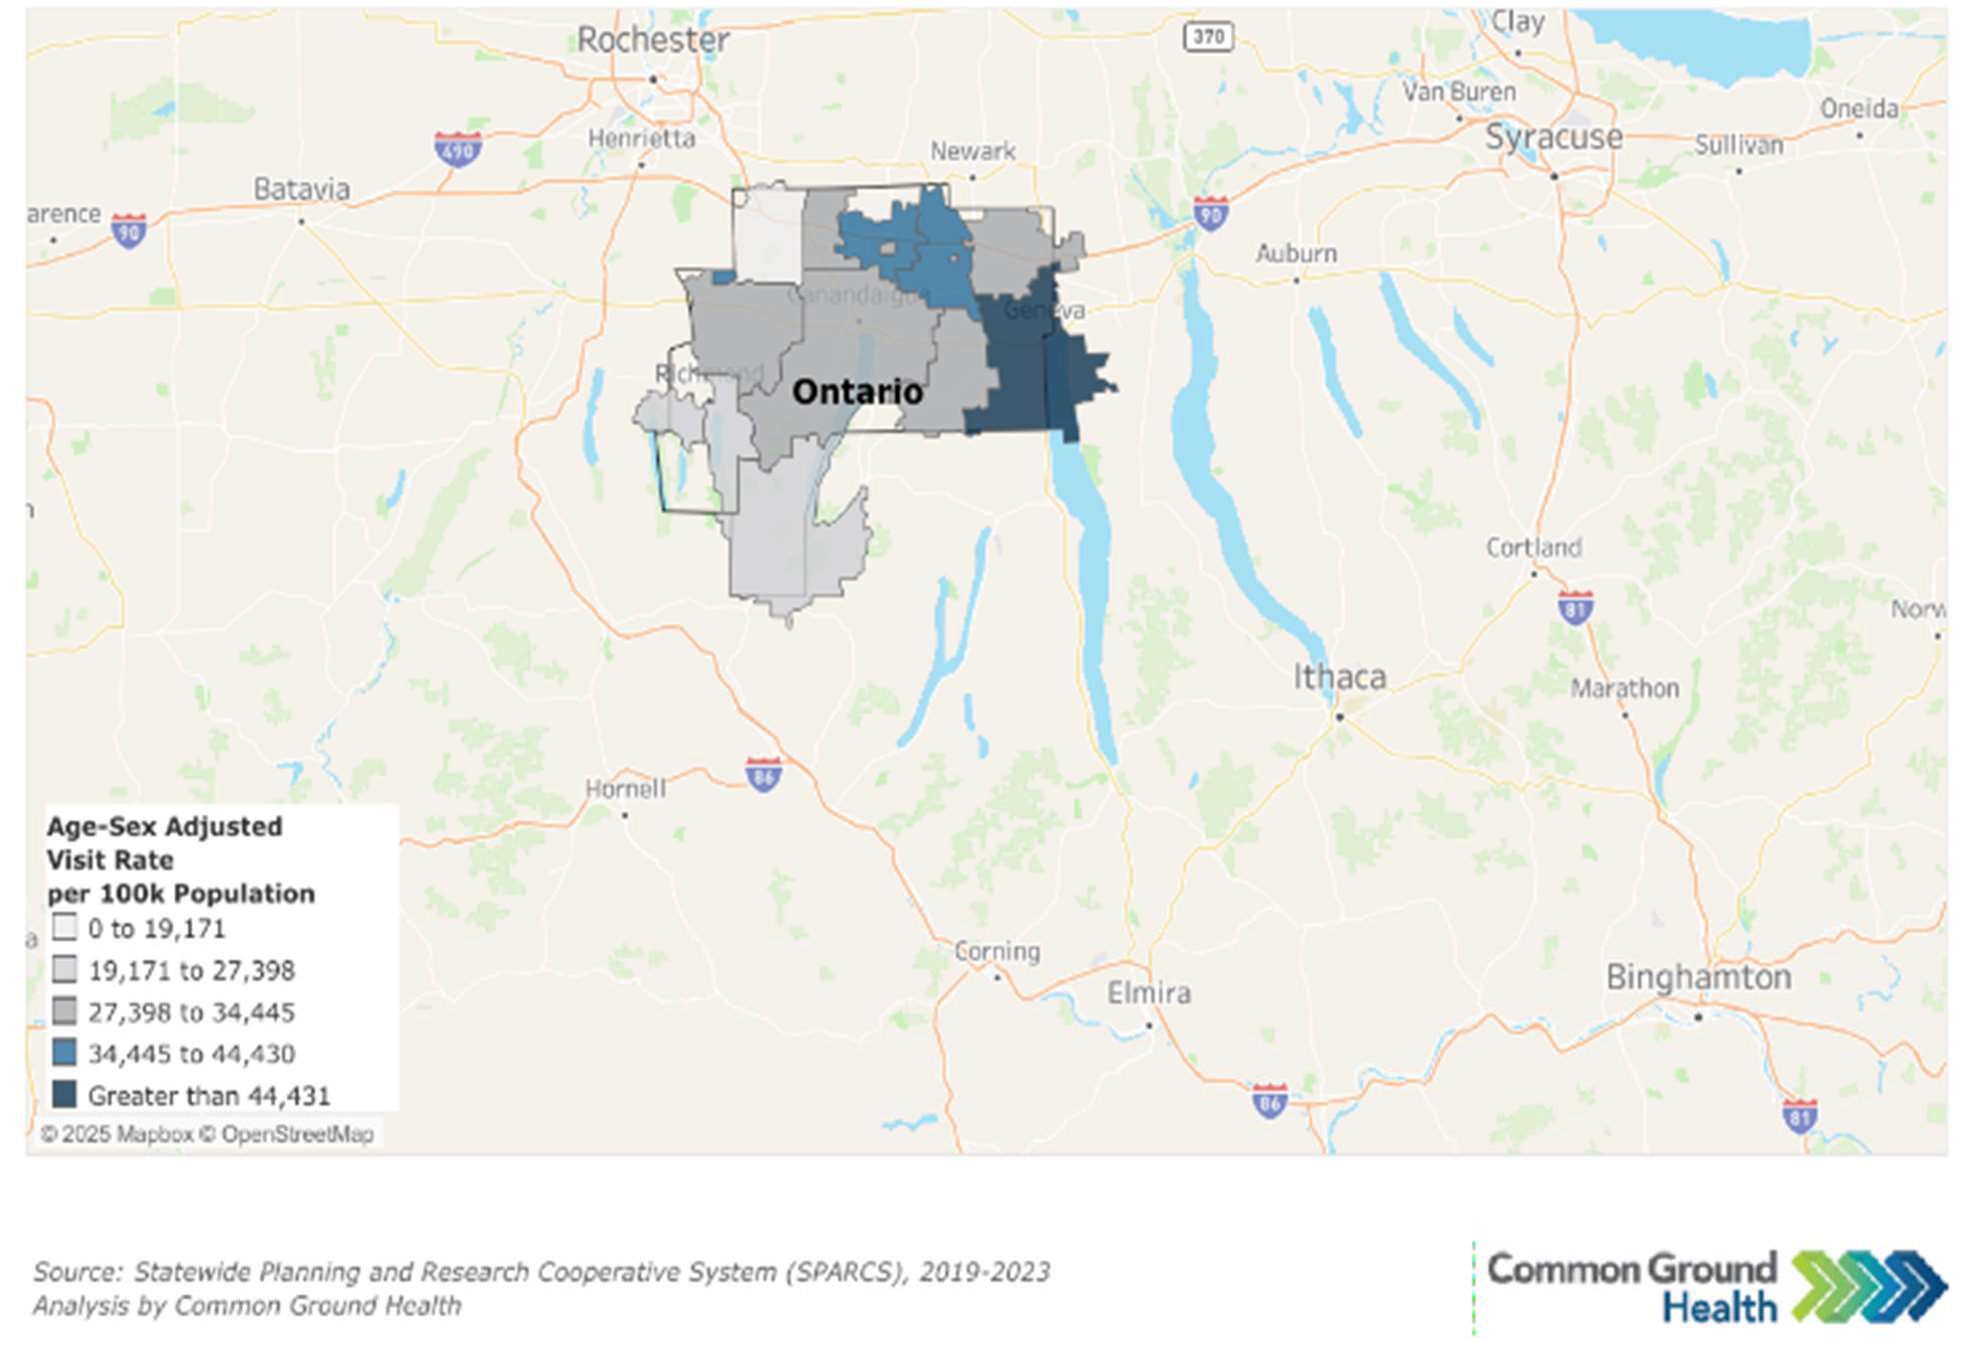 Rochester
370
Clay
Van Buren
Oneida
Henrietta
Newark
Syracuse
Sullivan
490
Batavia
arence
90
90
Auburn
Canandaigua
Geneva
Richmond
Ontario
Cortland
81
Norw
Ithaca
Marathon
86
Hornell
Age-Sex Adjusted
Visit Rate
per 100k Population
0 to 19,171
19,171 to 27,398
27,398 to 34,445
34,445 to 44,430
Greater than 44,431
a
Corning
Elmira
Binghamton
86
81
© 2025 Mapbox © OpenStreetMap
Source: Statewide Planning and Research Cooperative System (SPARCS), 2019-2023
Analysis by Common Ground Health
Common Ground
Health